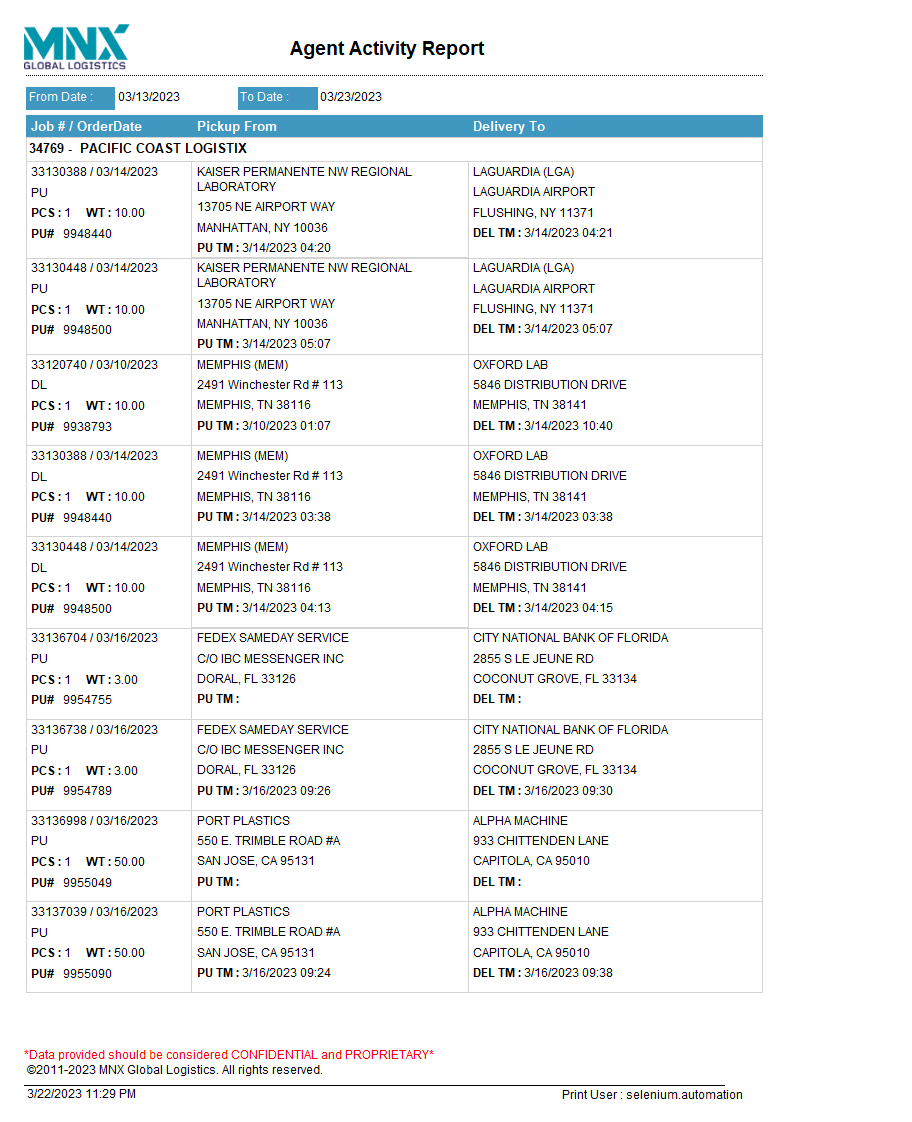 MNX
GLOBAL LOGISTICS
Agent Activity Report
From Date : 03/13/2023 To Date : 03/23/2023
Job # / OrderDate Pickup From Delivery To
34769 - PACIFIC COAST LOGISTIX
33130388 / 03/14/2023
PU
PCS : 1 WT : 10.00
PU# 9948440
KAISER PERMANENTE NW REGIONAL
LABORATORY
13705 NE AIRPORT WAY
MANHATTAN, NY 10036
PU TM : 3/14/2023 04:20
LAGUARDIA (LGA)
LAGUARDIA AIRPORT
FLUSHING, NY 11371
DEL TM : 3/14/2023 04:21
33130448 / 03/14/2023
PU
PCS : 1 WT : 10.00
PU# 9948500
KAISER PERMANENTE NW REGIONAL
LABORATORY
13705 NE AIRPORT WAY
MANHATTAN, NY 10036
PU TM : 3/14/2023 05:07
LAGUARDIA (LGA)
LAGUARDIA AIRPORT
FLUSHING, NY 11371
DEL TM : 3/14/2023 05:07
33120740 / 03/10/2023
DL
PCS : 1 WT : 10.00
PU# 9938793
MEMPHIS (MEM)
2491 Winchester Rd # 113
MEMPHIS, TN 38116
PU TM : 3/10/2023 01:07
OXFORD LAB
5846 DISTRIBUTION DRIVE
MEMPHIS, TN 38141
DEL TM : 3/14/2023 10:40
33130388 / 03/14/2023
DL
PCS : 1 WT : 10.00
PU# 9948440
MEMPHIS (MEM)
2491 Winchester Rd # 113
MEMPHIS, TN 38116
PU TM : 3/14/2023 03:38
OXFORD LAB
5846 DISTRIBUTION DRIVE
MEMPHIS, TN 38141
DEL TM : 3/14/2023 03:38
33130448 / 03/14/2023
DL
PCS : 1 WT : 10.00
PU# 9948500
MEMPHIS (MEM)
2491 Winchester Rd # 113
MEMPHIS, TN 38116
PU TM : 3/14/2023 04:13
OXFORD LAB
5846 DISTRIBUTION DRIVE
MEMPHIS, TN 38141
DEL TM : 3/14/2023 04:15
33136704 / 03/16/2023
PU
PCS : 1 WT : 3.00
PU# 9954755
FEDEX SAMEDAY SERVICE
C/O IBC MESSENGER INC
DORAL, FL 33126
PU TM :
CITY NATIONAL BANK OF FLORIDA
2855 S LE JEUNE RD
COCONUT GROVE, FL 33134
DEL TM :
33136738 / 03/16/2023
PU
PCS : 1 WT : 3.00
PU# 9954789
FEDEX SAMEDAY SERVICE
C/O IBC MESSENGER INC
DORAL, FL 33126
PU TM : 3/16/2023 09:26
CITY NATIONAL BANK OF FLORIDA
2855 S LE JEUNE RD
COCONUT GROVE, FL 33134
DEL TM : 3/16/2023 09:30
33136998 / 03/16/2023
PU
PCS : 1 WT : 50.00
PU# 9955049
PORT PLASTICS
550 E. TRIMBLE ROAD #A
SAN JOSE, CA 95131
PU TM :
ALPHA MACHINE
933 CHITTENDEN LANE
CAPITOLA, CA 95010
DEL TM :
33137039 / 03/16/2023
PU
PCS : 1 WT : 50.00
PU# 9955090
PORT PLASTICS
550 E. TRIMBLE ROAD #A
SAN JOSE, CA 95131
PU TM : 3/16/2023 09:24
ALPHA MACHINE
933 CHITTENDEN LANE
CAPITOLA, CA 95010
DEL TM : 3/16/2023 09:38
*Data provided should be considered CONFIDENTIAL and PROPRIETARY*
©2011-2023 MNX Global Logistics. All rights reserved.
3/22/2023 11:29 PM Print User : selenium.automation